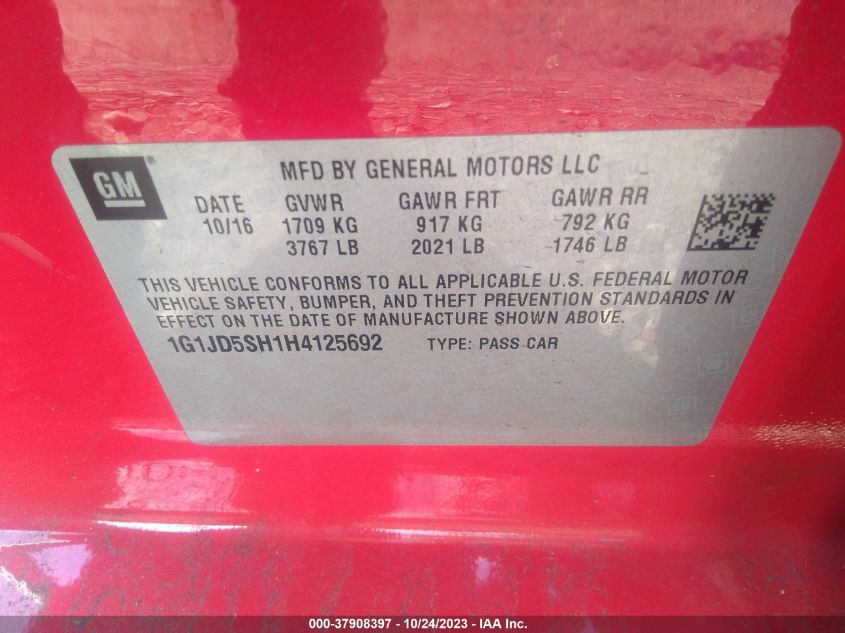 GM®
MFD BY GENERAL MOTORS LLC
DATE GVWR GAWR FRT GAWR RR
10/16 1709 KG 917 KG 792 KG
3767 LB 2021 LB 1746 LB
THIS VEHICLE CONFORMS TO ALL APPLICABLE U.S. FEDERAL MOTOR
VEHICLE SAFETY, BUMPER, AND THEFT PREVENTION STANDARDS IN
EFFECT ON THE DATE OF MANUFACTURE SHOWN ABOVE.
1G1JD5SH1H4125692 TYPE: PASS CAR
000-37908397 - 10/24/2023 - IAA Inc.